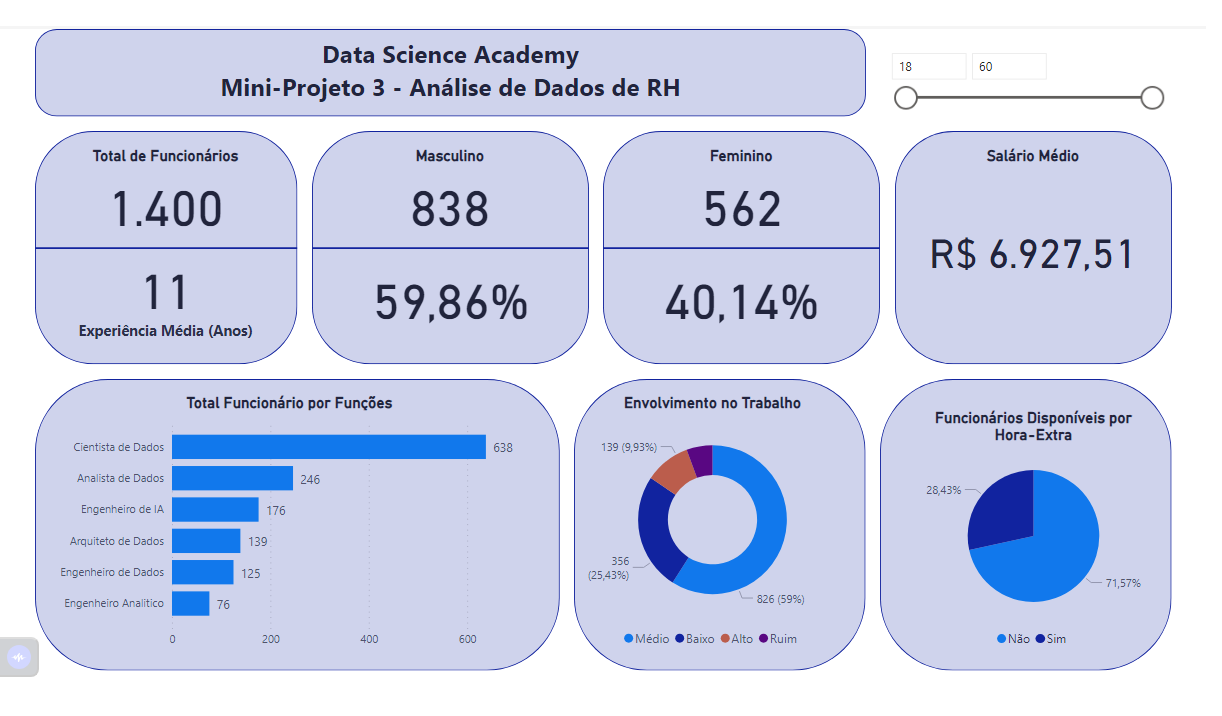 Data Science Academy
Mini-Projeto 3 - Análise de Dados de RH
18
60
Total de Funcionários
1.400
11
Experiência Média (Anos)
Masculino
838
59,86%
Feminino
562
40,14%
Salário Médio
R$ 6.927,51
Total Funcionário por Funções
Cientista de Dados
638
Analista de Dados
246
Engenheiro de IA
176
Arquiteto de Dados
139
Engenheiro de Dados
125
Engenheiro Analítico
76
0
200
400
600
Envolvimento no Trabalho
139 (9,93%)
356
(25,43%)
826 (59%)
Médio
Baixo
Alto
Ruim
Funcionários Disponíveis por
Hora-Extra
28,43%
71,57%
Não
Sim